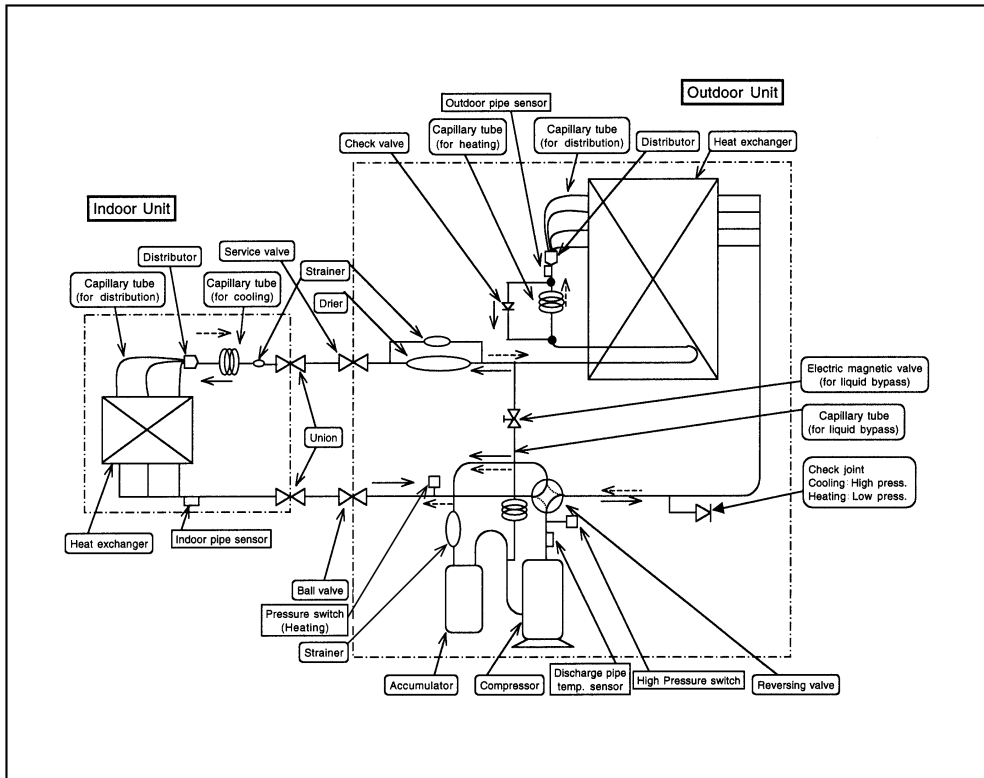 Outdoor Unit
Outdoor pipe sensor
Capillary tube
(for heating)
Capillary tube
(for distribution)
Check valve
Distributor
Heat exchanger
Indoor Unit
Distributor
Service valve
Strainer
Capillary tube
(for distribution)
Capillary tube
(for cooling)
Drier
Electric magnetic valve
(for liquid bypass)
Capillary tube
(for liquid bypass)
Union
Check joint
Cooling: High press.
Heating: Low press.
Heat exchanger
Indoor pipe sensor
Ball valve
Pressure switch
(Heating)
Strainer
Accumulator
Compressor
Discharge pipe
temp. sensor
High Pressure switch
Reversing valve